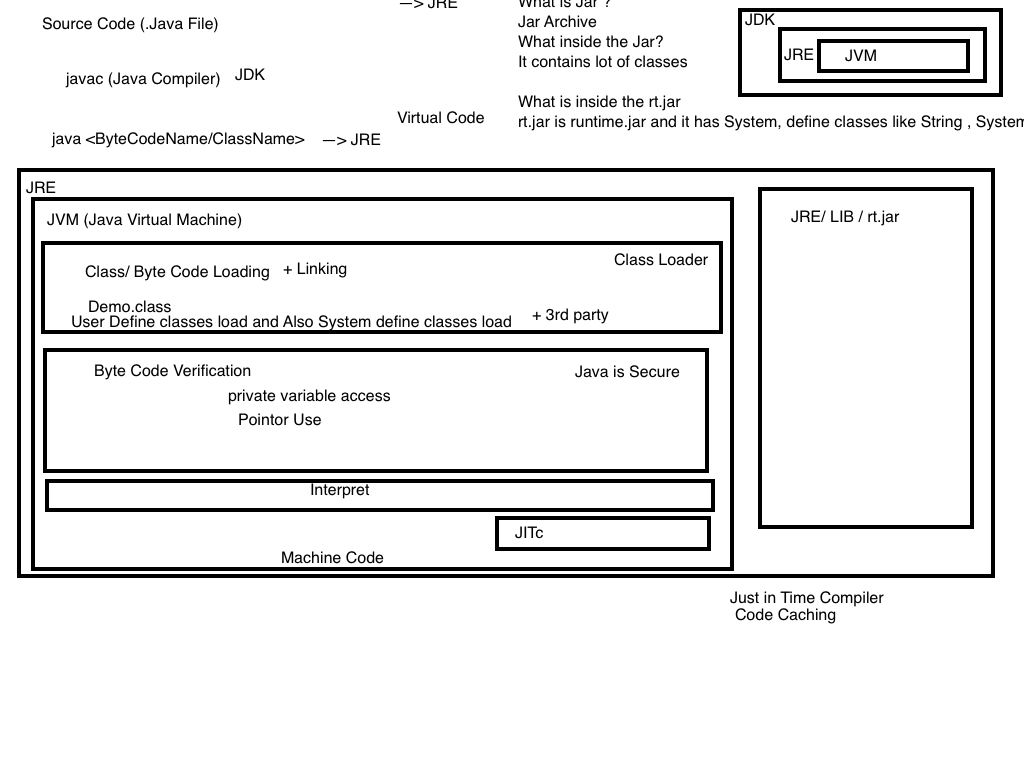 —> JRE
What is Jar ?
Source Code (.Java File)
Jar Archive
What inside the Jar?
It contains lot of classes
JDK
JRE
JVM
javac (Java Compiler)
JDK
What is inside the rt.jar
Virtual Code
rt.jar is runtime.jar and it has System, define classes like String , System
java <ByteCodeName/ClassName>
—> JRE
JRE
JVM (Java Virtual Machine)
JRE/ LIB / rt.jar
Class/ Byte Code Loading
+ Linking
Class Loader
Demo.class
User Define classes load and Also System define classes load
+ 3rd party
Byte Code Verification
Java is Secure
private variable access
Pointor Use
Interpret
JITc
Machine Code
Just in Time Compiler
Code Caching